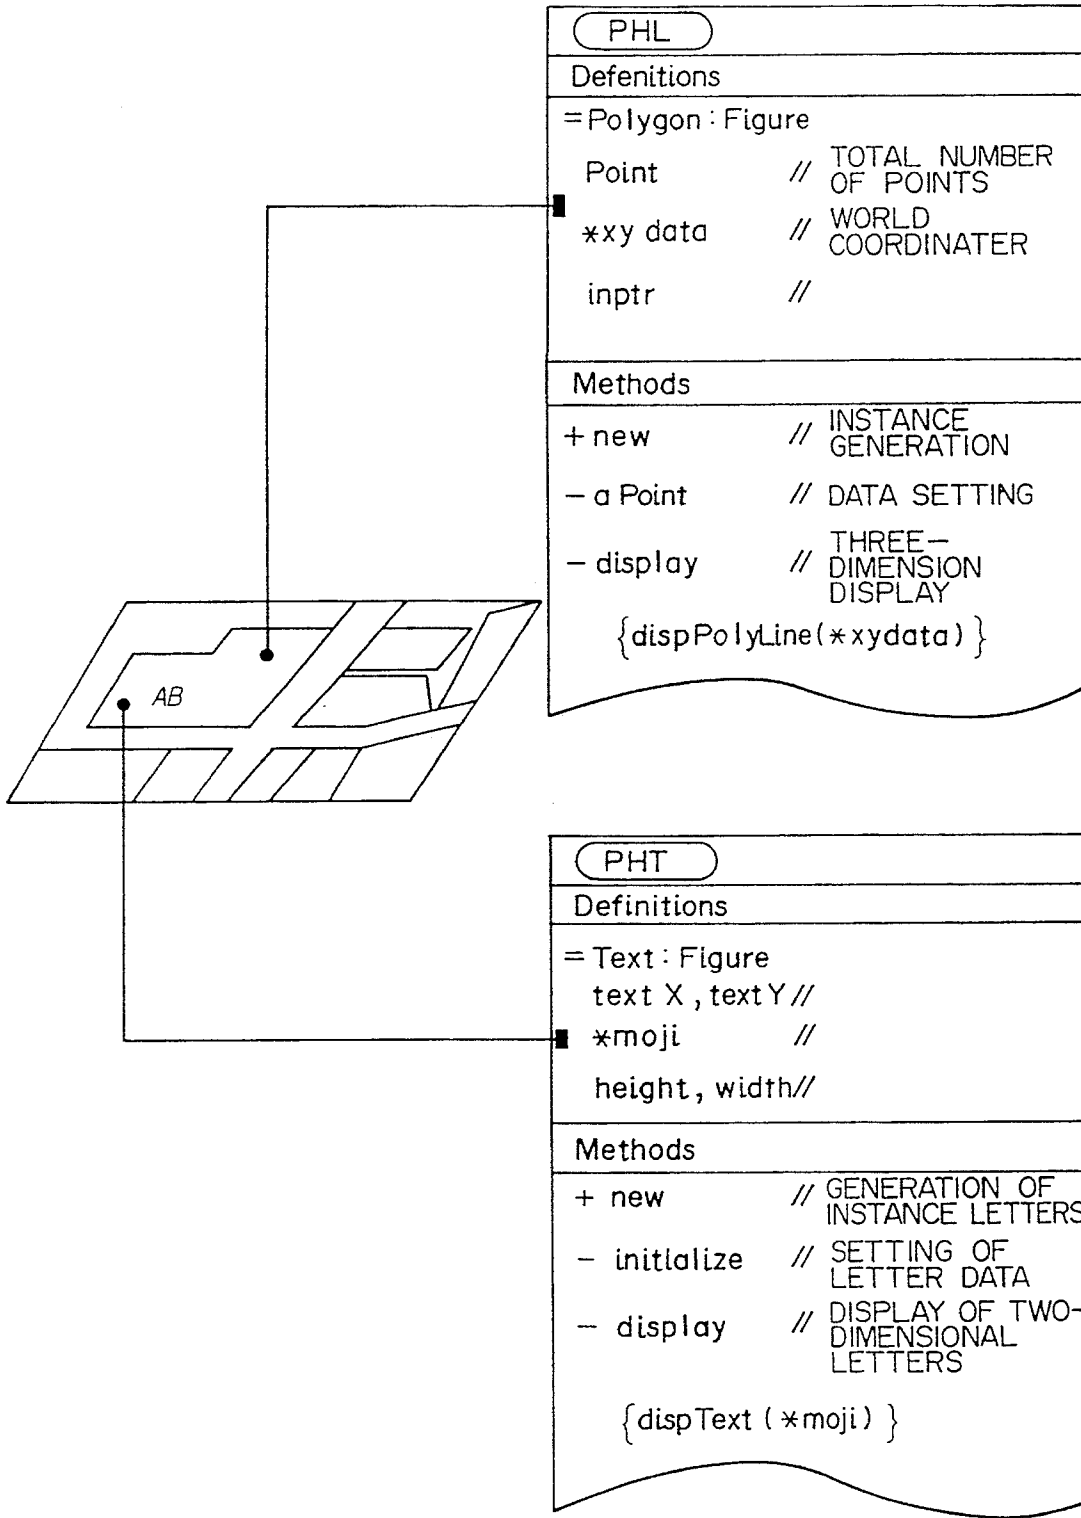 PHL
Defenitions
=Polygon : Figure
Point // TOTAL NUMBER
OF POINTS
*xy data // WORLD
COORDINATER
inptr //
Methods
+ new // INSTANCE
GENERATION
- a Point // DATA SETTING
- display // THREE-
DIMENSION
DISPLAY
{dispPolyLine(*xydata)}
AB
PHT
Definitions
= Text : Figure
text X, text Y //
*moji //
height, width //
Methods
+ new // GENERATION OF
INSTANCE LETTERS
- initialize // SETTING OF
LETTER DATA
- display // DISPLAY OF TWO-
DIMENSIONAL
LETTERS
{dispText (*moji) }